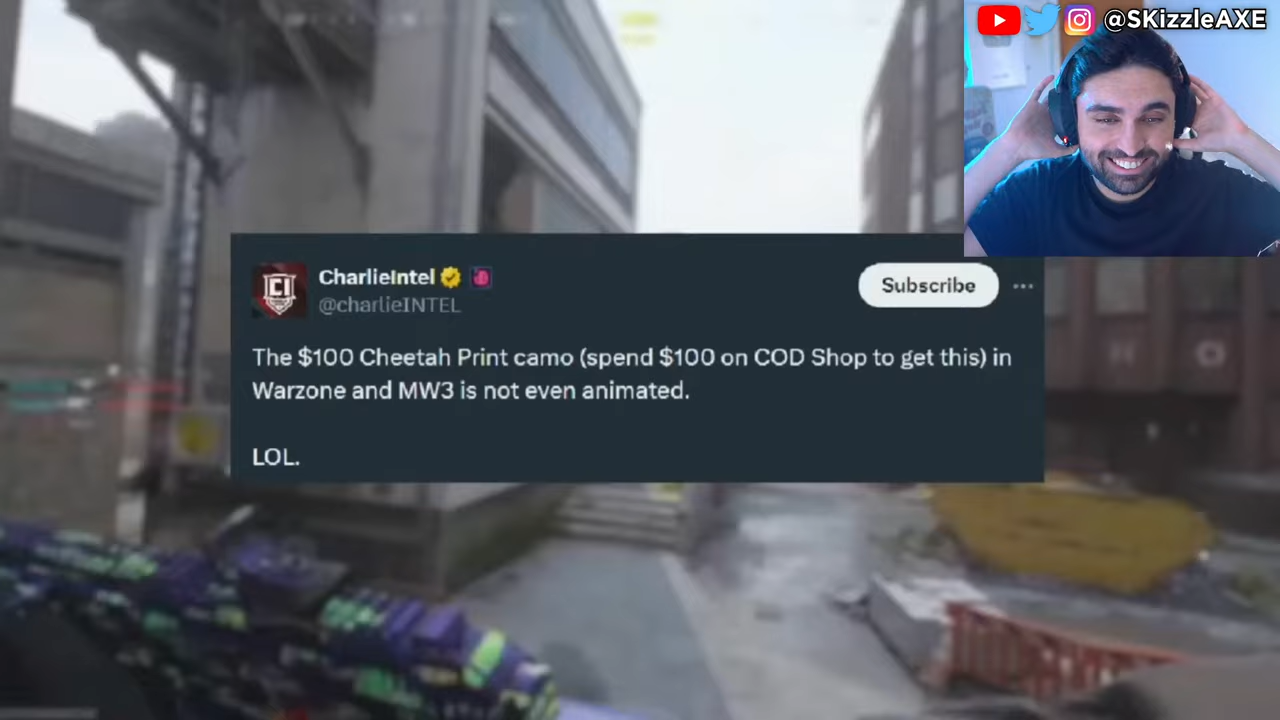 @SKizzleAXE
CharlieIntel
Subscribe
@charlieINTEL
The $100 Cheetah Print camo (spend $100 on COD Shop to get this) in
Warzone and MW3 is not even animated.
LOL.